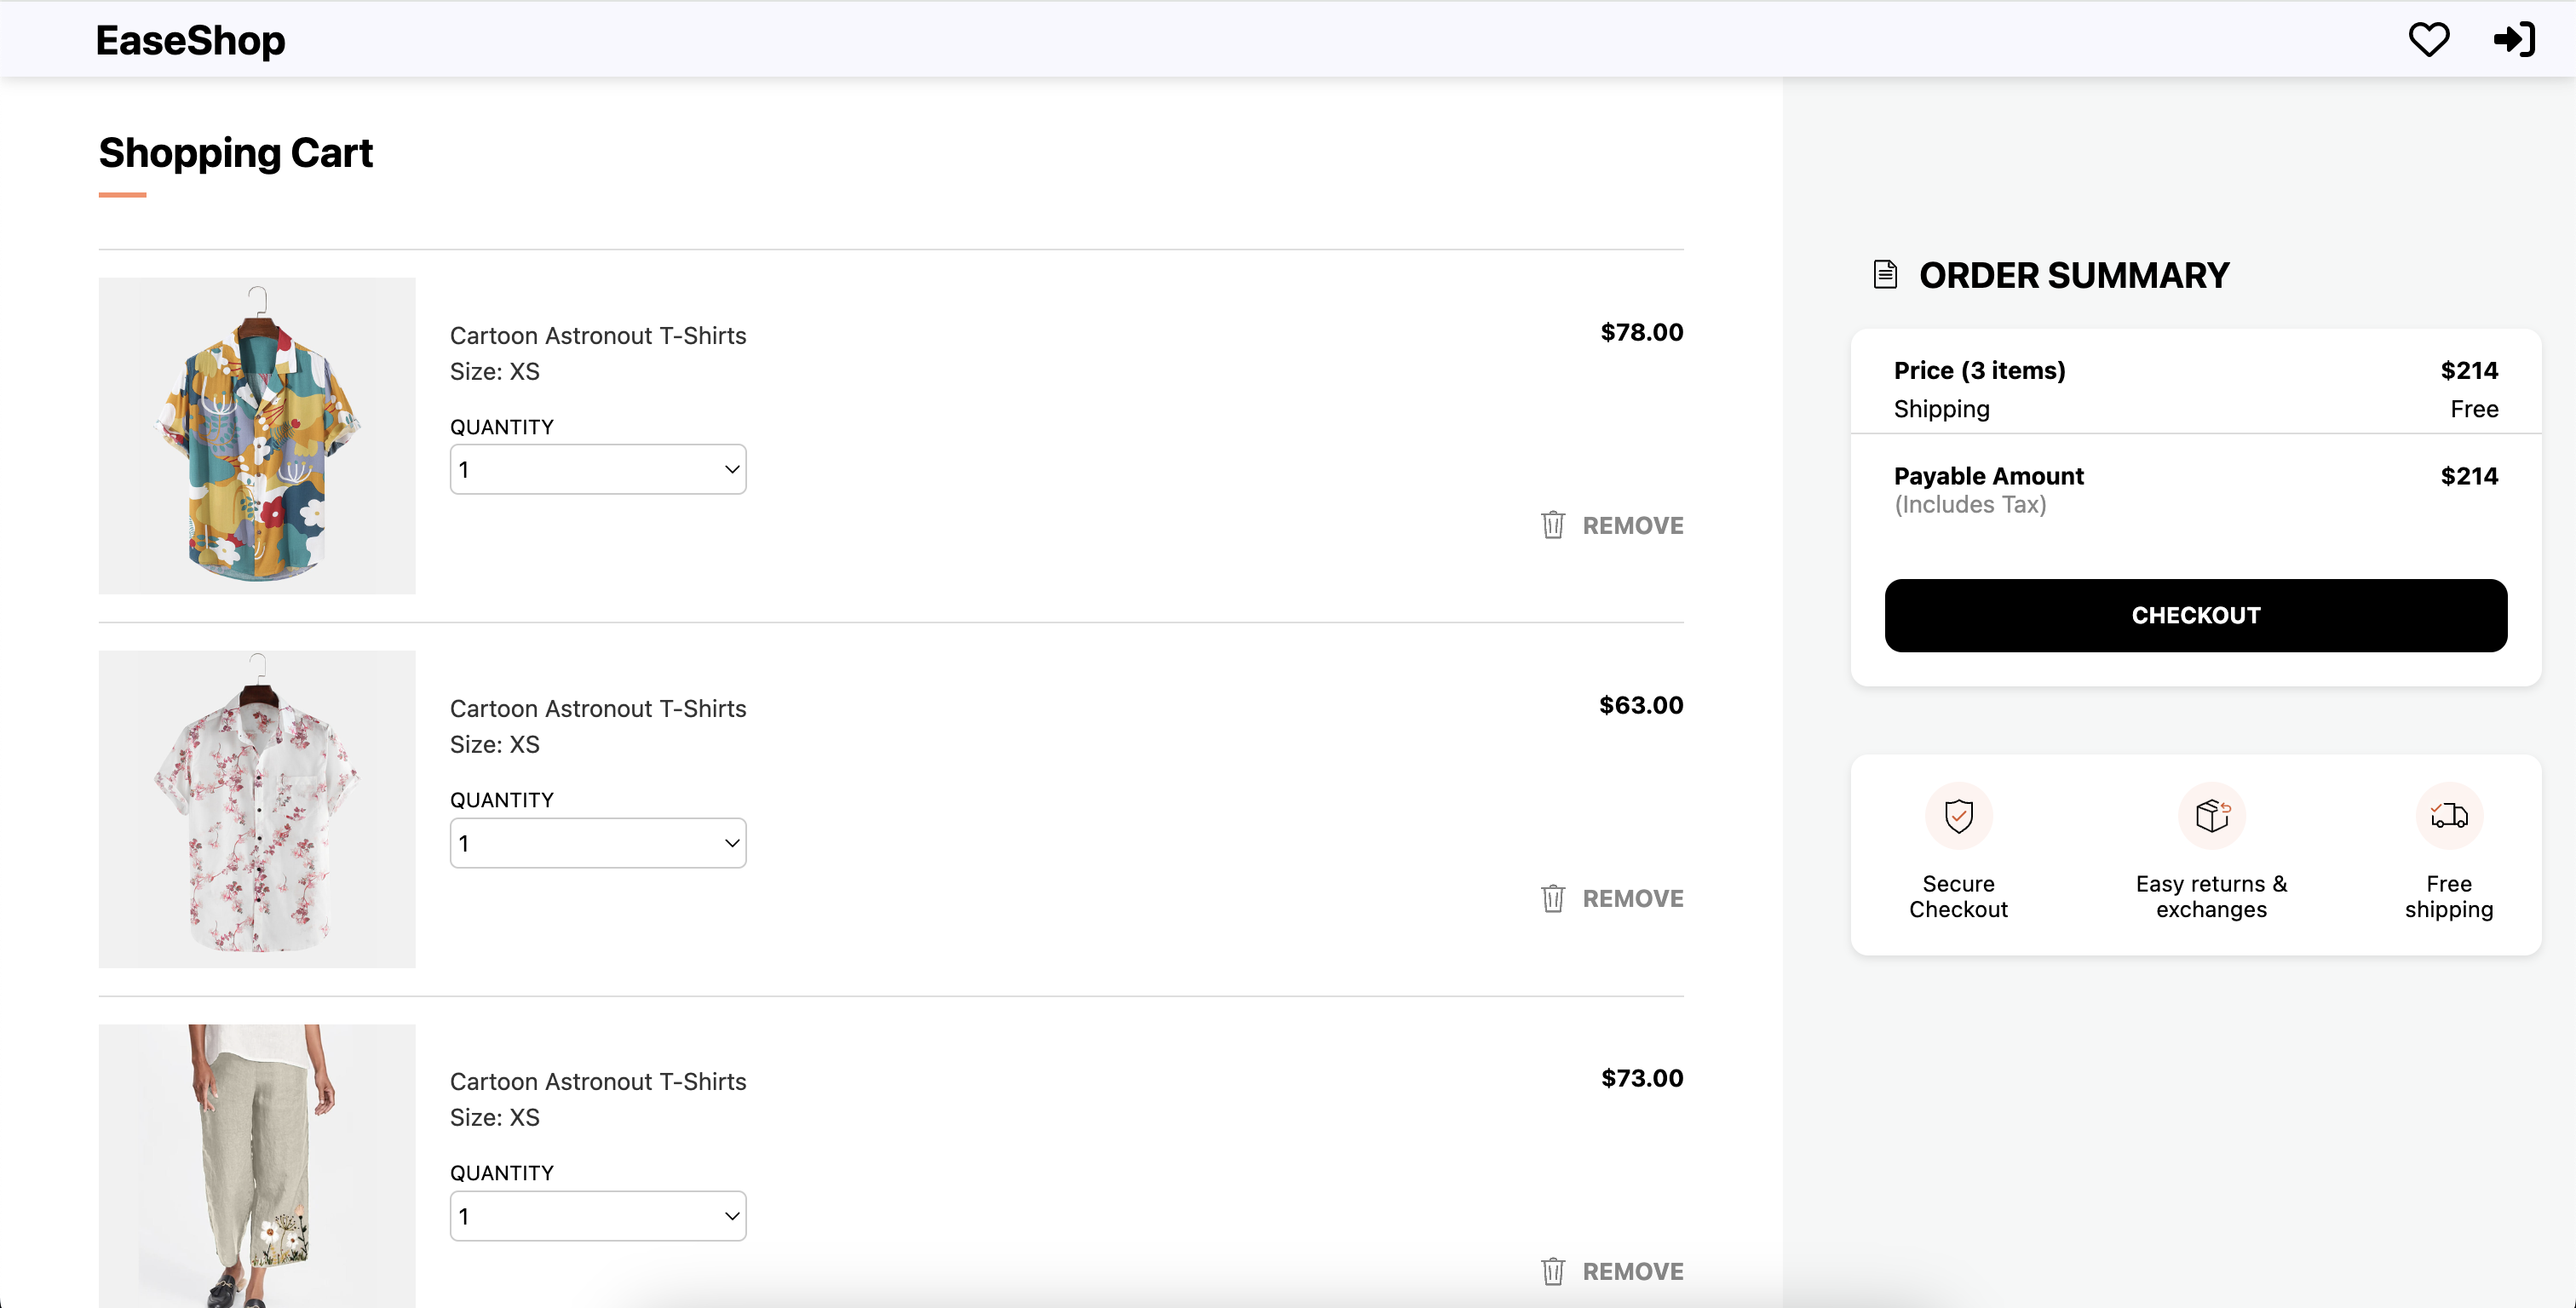 EaseShop
Shopping Cart
Cartoon Astronout T-Shirts
$78.00
Size: XS
QUANTITY
1
REMOVE
Cartoon Astronout T-Shirts
$63.00
Size: XS
QUANTITY
1
REMOVE
Cartoon Astronout T-Shirts
$73.00
Size: XS
QUANTITY
1
REMOVE
ORDER SUMMARY
Price (3 items) $214
Shipping Free
Payable Amount $214
(Includes Tax)
CHECKOUT
Secure
Checkout
Easy returns &
exchanges
Free
shipping